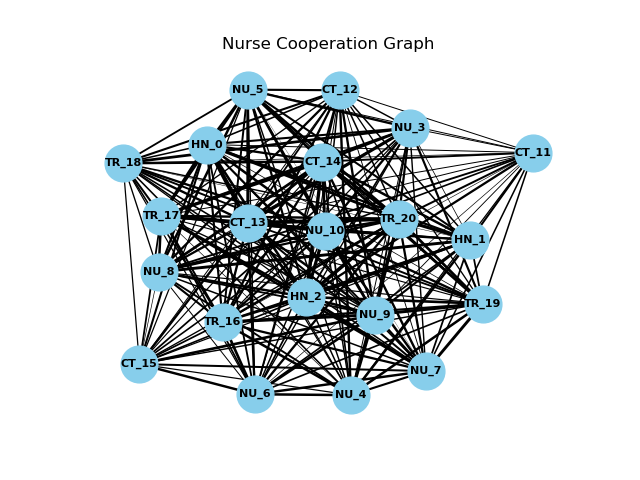 Nurse Cooperation Graph
NU_5
CT_12
NU_3
HN_0
CT_11
TR_18
CT_14
TR_17
TR_20
CT_13
NU_10
HN_1
NU_8
HN_2
TR_19
NU_9
TR_16
CT_15
NU_7
NU_6
NU_4